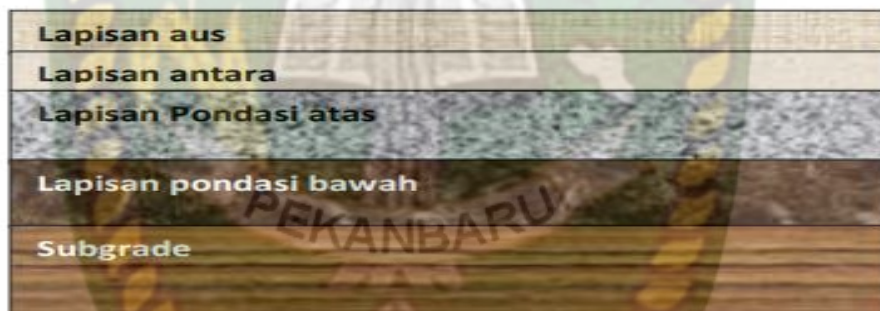 Lapisan aus
Lapisan antara
Lapisan Pondasi atas
Lapisan pondasi bawah
PEKANBARU
Subgrade